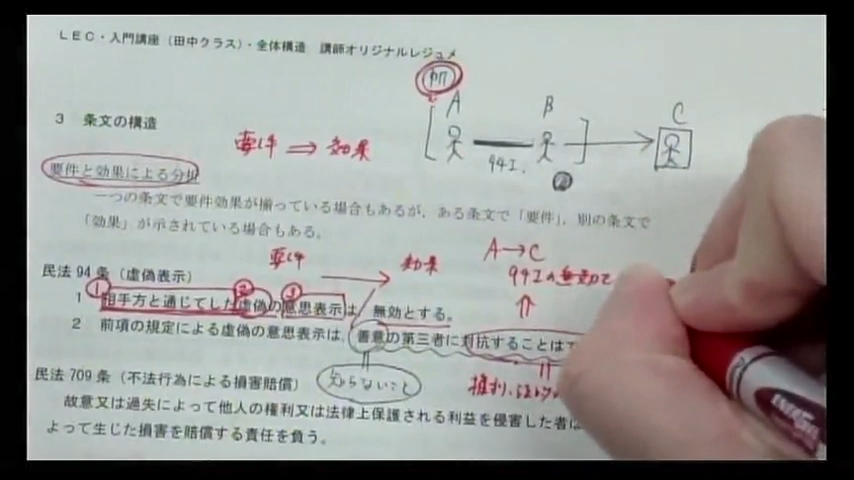 LEC・入門講座（田中クラス）・全体構造 講師オリジナルレジュメ
A B C
94Ⅰ.
3 条文の構造
要件 ⇒ 効果
要件と効果による分析
一つの条文で要件効果が揃っている場合もあるが，ある条文で「要件」，別の条文で
「効果」が示されている場合もある。
要件 → 効果
A→C
94Ⅰの無効を
民法94条（虚偽表示）
① ② ③
1 相手方と通じてした虚偽の意思表示は，無効とする。
2 前項の規定による虚偽の意思表示は，善意の第三者に対抗することはで
知らないこと
権利、
民法709条（不法行為による損害賠償）
故意又は過失によって他人の権利又は法律上保護される利益を侵害した者は
よって生じた損害を賠償する責任を負う。